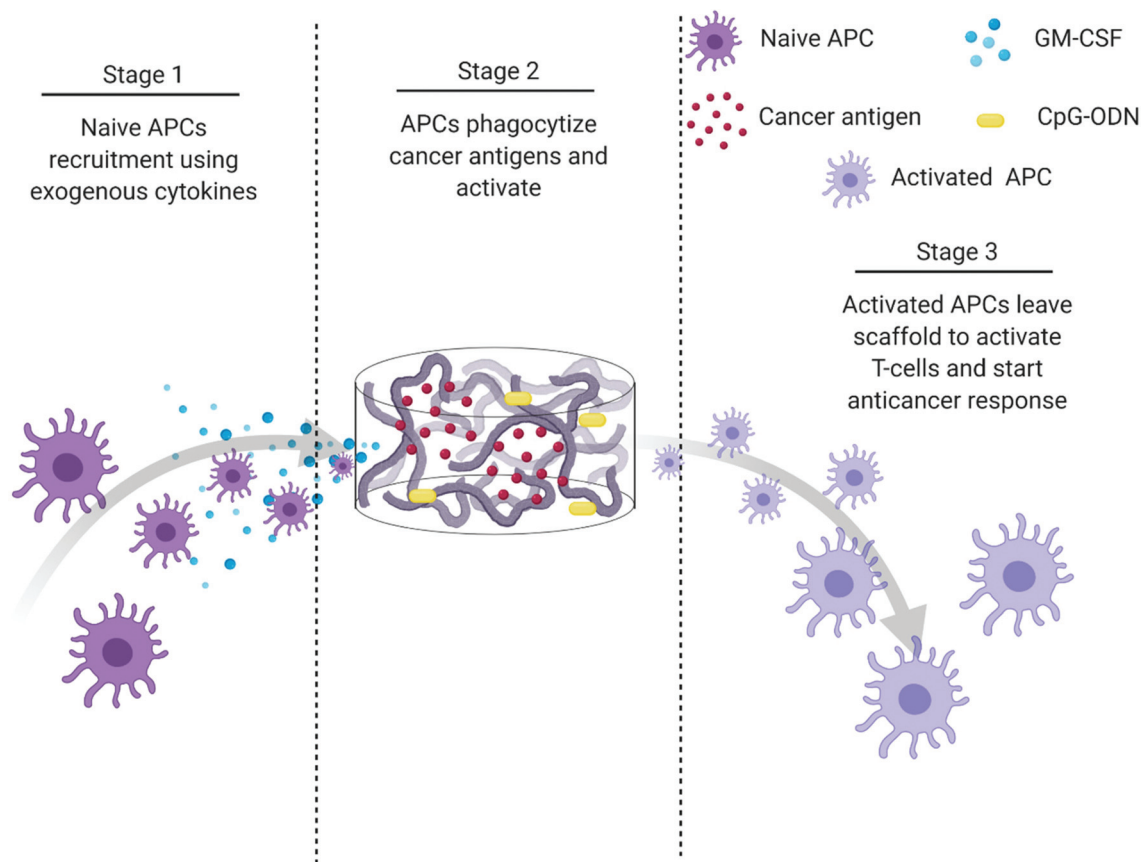 Stage 1
Naive APCs
recruitment using
exogenous cytokines
Stage 2
APCs phagocytize
cancer antigens and
activate
Naive APC
GM-CSF
Cancer antigen
CpG-ODN
Activated APC
Stage 3
Activated APCs leave
scaffold to activate
T-cells and start
anticancer response